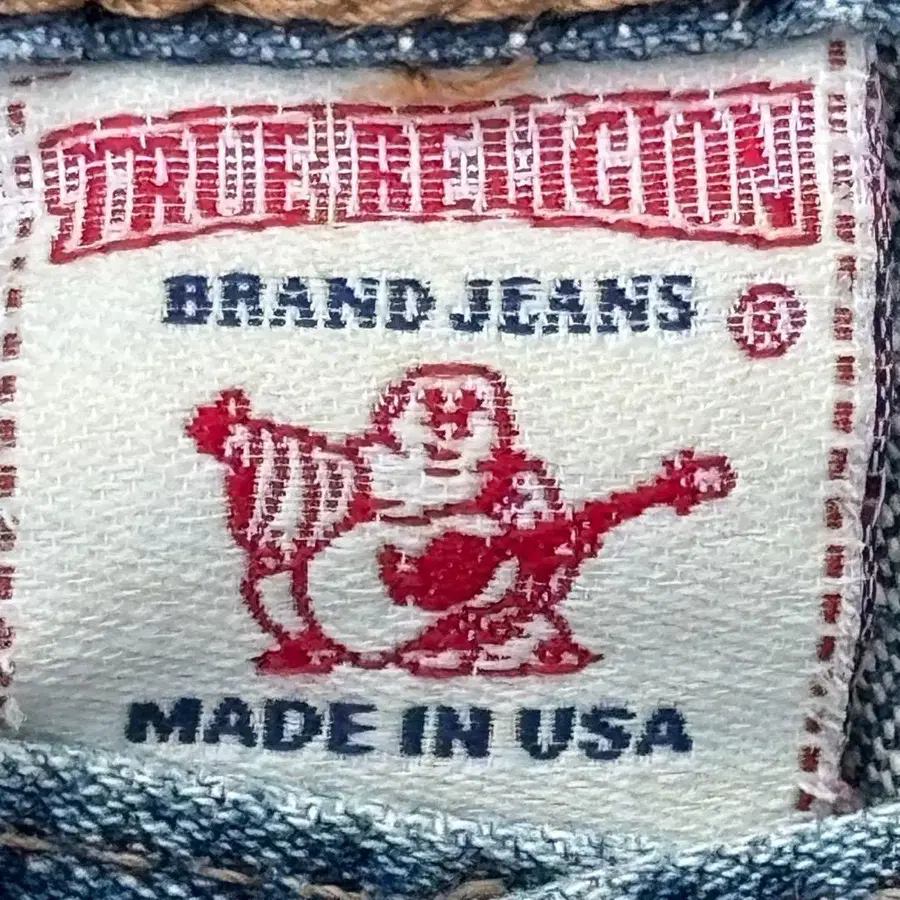 TRUE RELIGION
BRAND JEANS ®
MADE IN USA